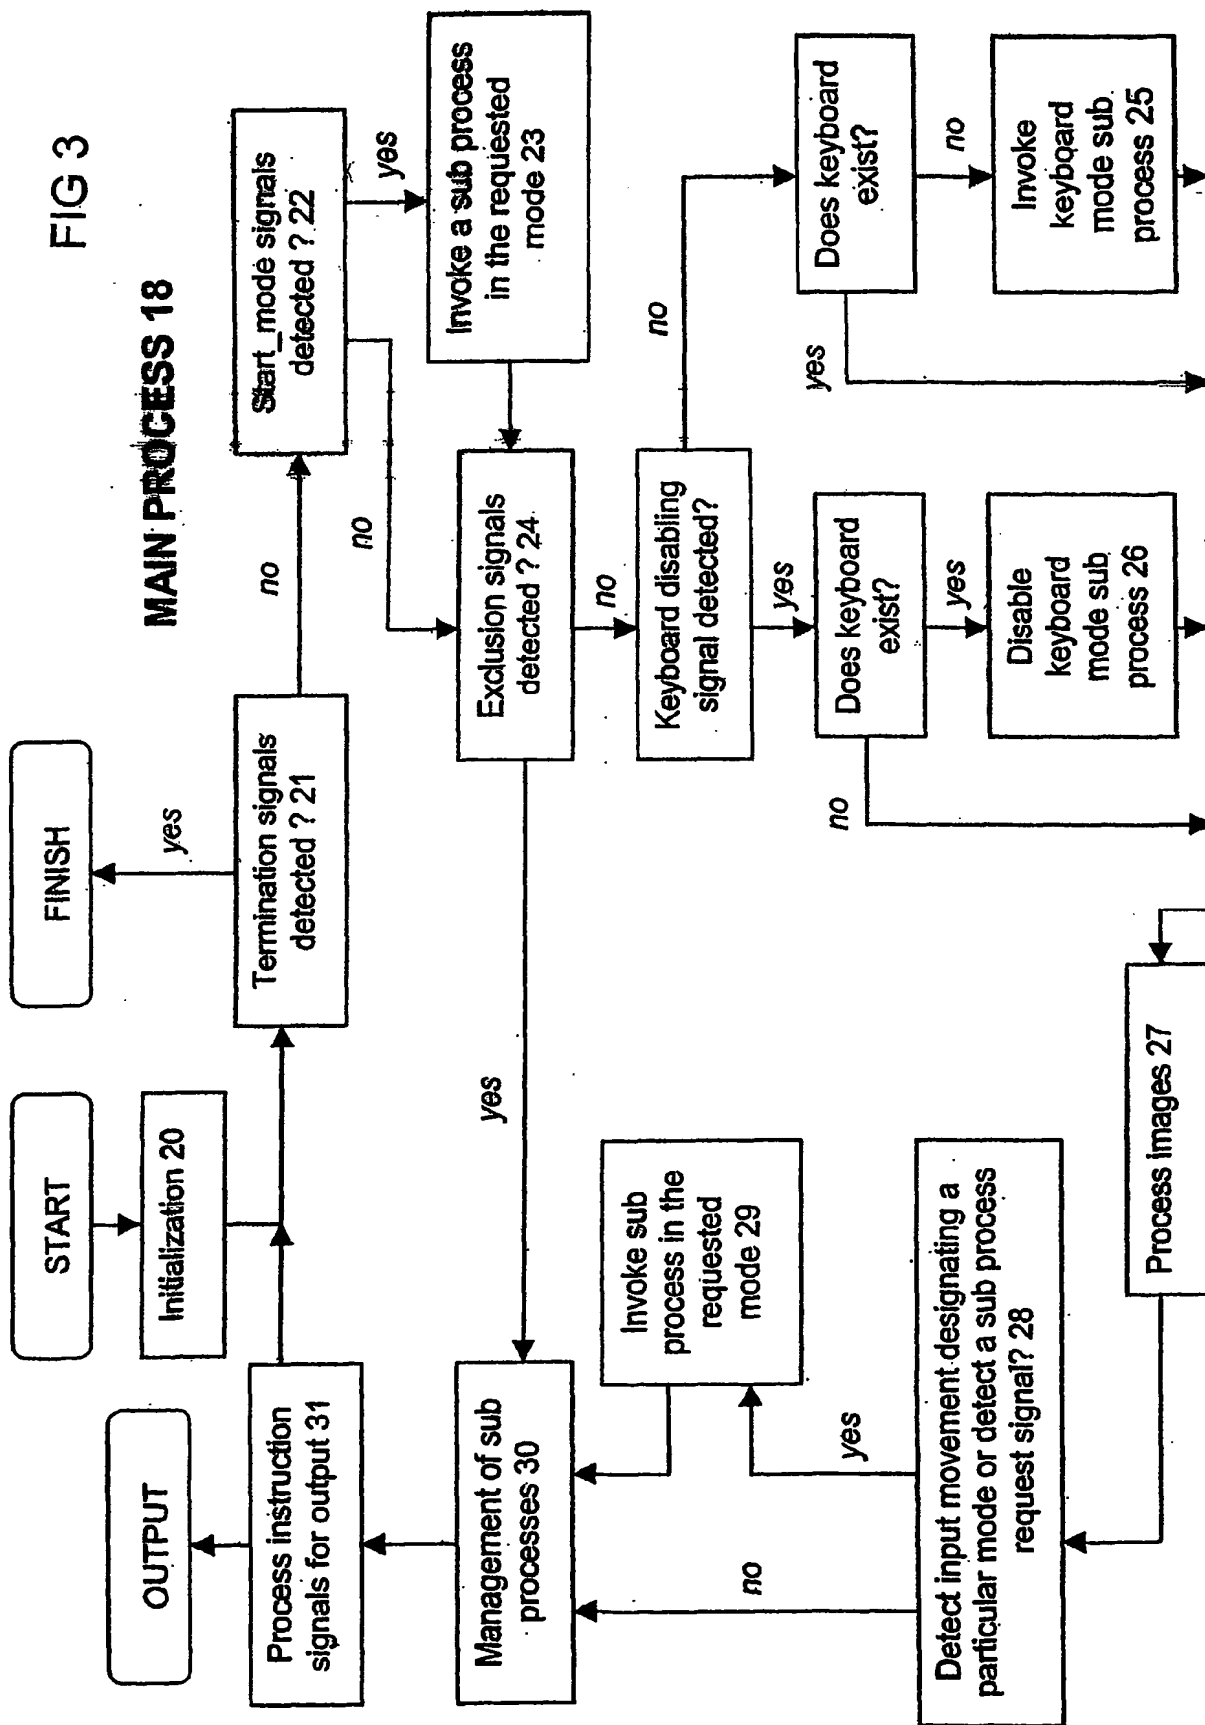 FIG 3
MAIN PROCESS 18
OUTPUT
START
FINISH
Process instruction
signals for output 31
Initialization 20
Termination signals
detected ? 21
yes
no
Start_mode signals
detected ? 22
no
yes
Management of sub
processes 30
yes
Exclusion signals
detected ? 24
Invoke a sub process
in the requested
mode 23
no
Invoke sub
process in the
requested
mode 29
Keyboard disabling
signal detected?
no
no
yes
yes
Does keyboard
exist?
Does keyboard
exist?
no
yes
yes
no
Detect input movement designating a
particular mode or detect a sub process
request signal? 28
Disable
keyboard
mode sub
process 26
Invoke
keyboard
mode sub
process 25
Process images 27